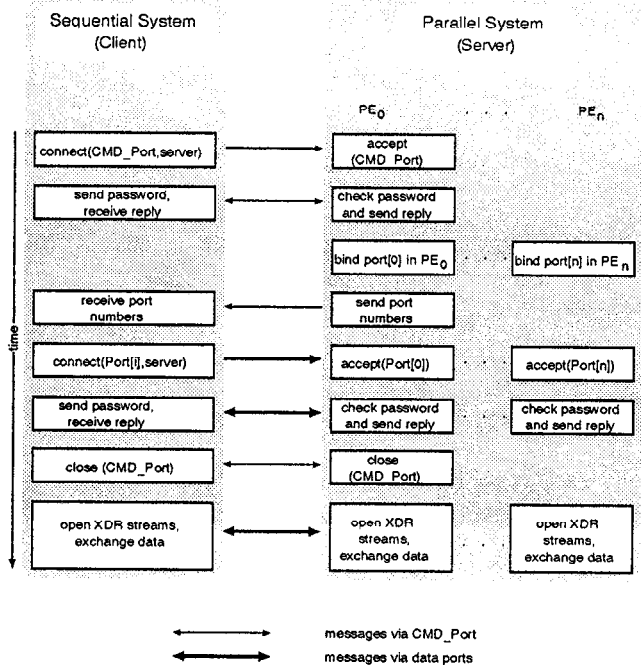 Sequential System
(Client)
Parallel System
(Server)
PE0 . . . . PEn
time
connect(CMD_Port,server)
accept
(CMD_Port)
send password,
receive reply
check password
and send reply
bind port[0] in PE0
bind port[n] in PEn
receive port
numbers
send port
numbers
connect(Port[i],server)
accept(Port[0])
accept(Port[n])
send password,
receive reply
check password
and send reply
check password
and send reply
close (CMD_Port)
close
(CMD_Port)
open XDR streams,
exchange data
open XDR
streams,
exchange data
open XDR
streams,
exchange data
messages via CMD_Port
messages via data ports